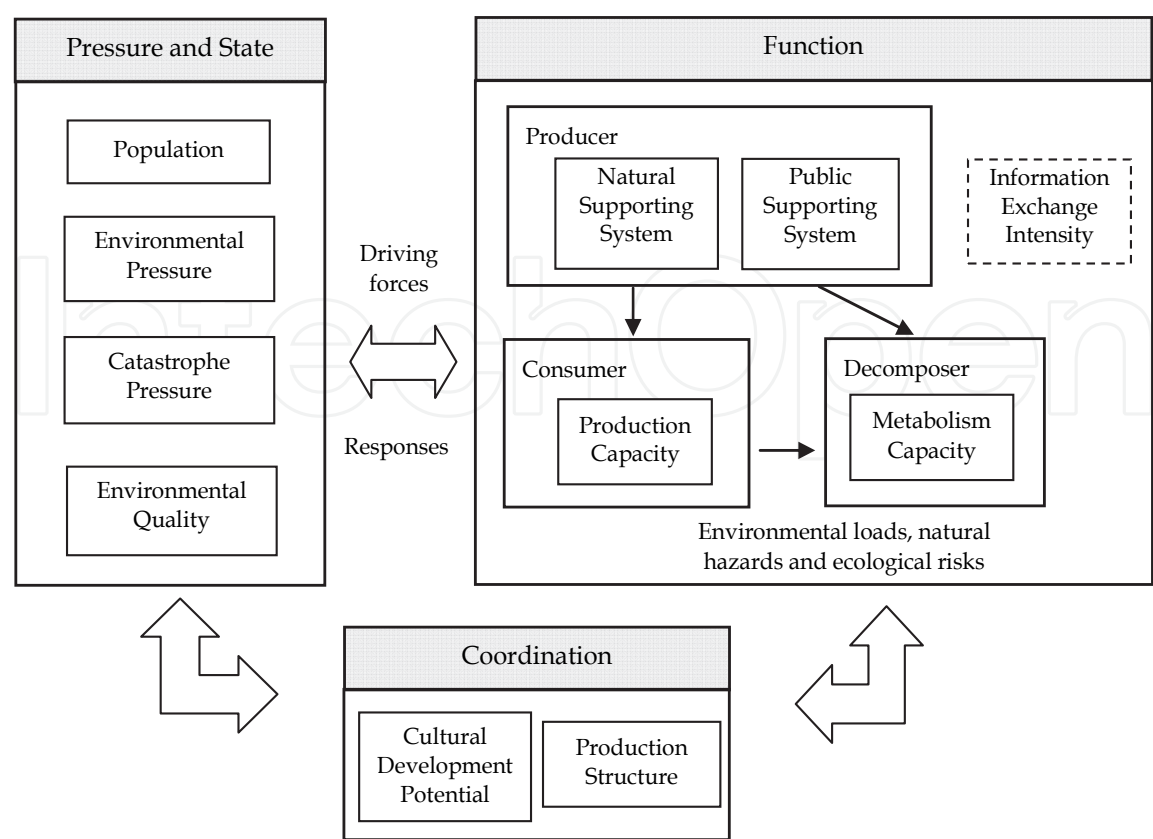 Pressure and State
Population
Environmental
Pressure
Catastrophe
Pressure
Environmental
Quality
Driving
forces
Responses
Function
Producer
Natural
Supporting
System
Public
Supporting
System
Information
Exchange
Intensity
Consumer
Production
Capacity
Decomposer
Metabolism
Capacity
Environmental loads, natural
hazards and ecological risks
Coordination
Cultural
Development
Potential
Production
Structure
IntechOpen